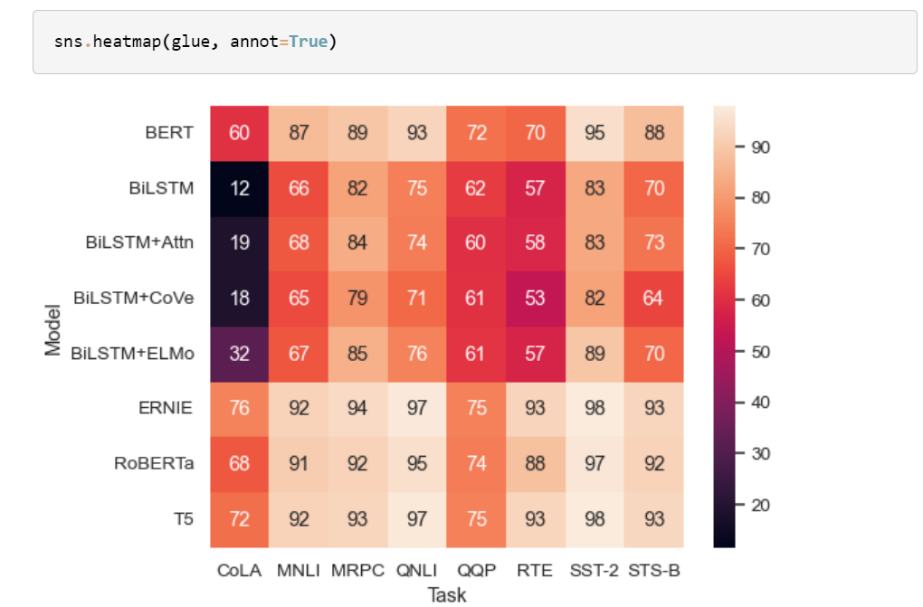 sns.heatmap(glue, annot=True)
BERT 60 87 89 93 72 70 95 88
BiLSTM 12 66 82 75 62 57 83 70
BiLSTM+Attn 19 68 84 74 60 58 83 73
BiLSTM+CoVe 18 65 79 71 61 53 82 64
BiLSTM+ELMo 32 67 85 76 61 57 89 70
ERNIE 76 92 94 97 75 93 98 93
RoBERTa 68 91 92 95 74 88 97 92
T5 72 92 93 97 75 93 98 93
Model
CoLA MNLI MRPC QNLI QQP RTE SST-2 STS-B
Task
90
80
70
60
50
40
30
20